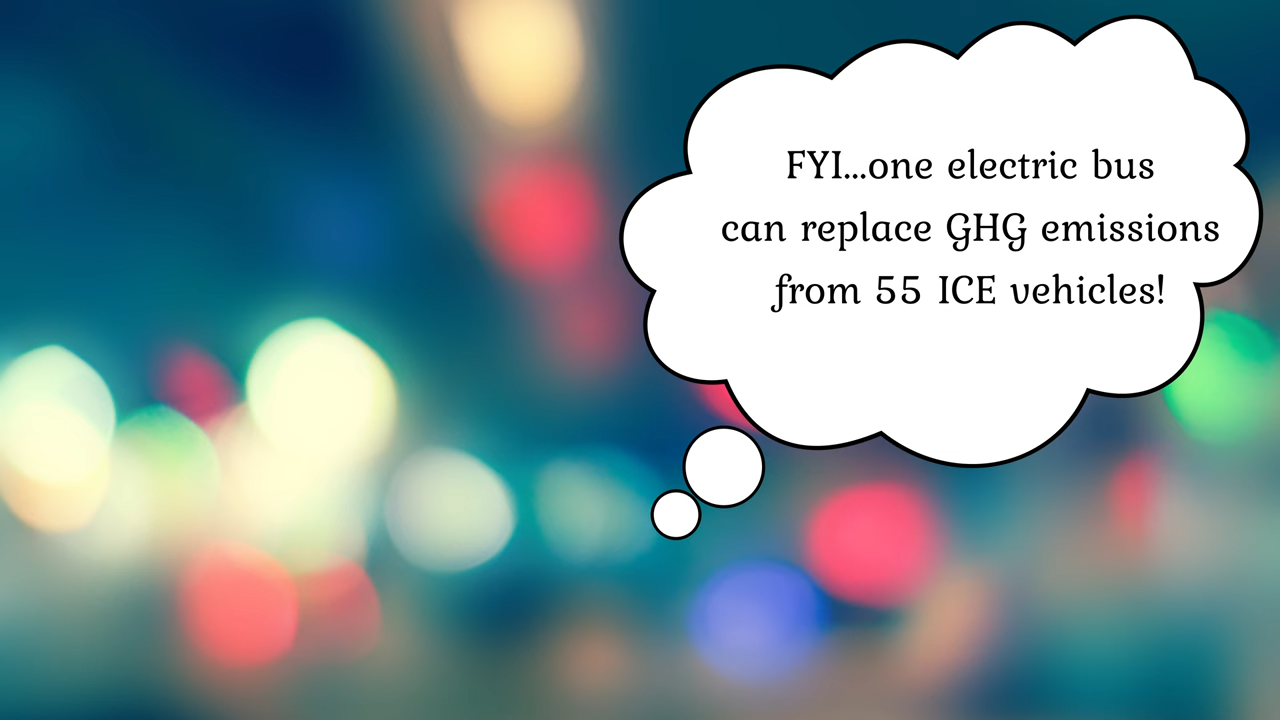 FYI...one electric bus
can replace GHG emissions
from 55 ICE vehicles!